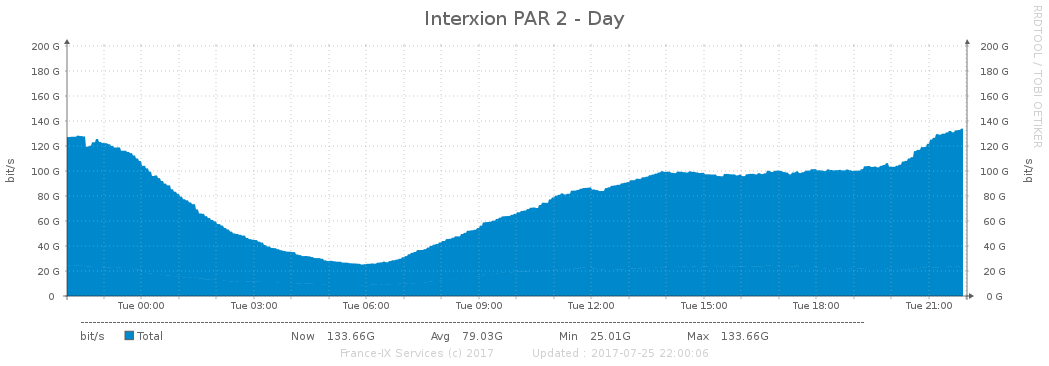 Interxion PAR 2 - Day
RRDTOOL / TOBI OETIKER
200 G 200 G
180 G 180 G
160 G 160 G
140 G 140 G
120 G 120 G
100 G 100 G
80 G 80 G
60 G 60 G
40 G 40 G
20 G 20 G
0 0 G
bit/s bit/s
Tue 00:00 Tue 03:00 Tue 06:00 Tue 09:00 Tue 12:00 Tue 15:00 Tue 18:00 Tue 21:00
bit/s Total Now 133.66G Avg 79.03G Min 25.01G Max 133.66G
France-IX Services (c) 2017 Updated : 2017-07-25 22:00:06